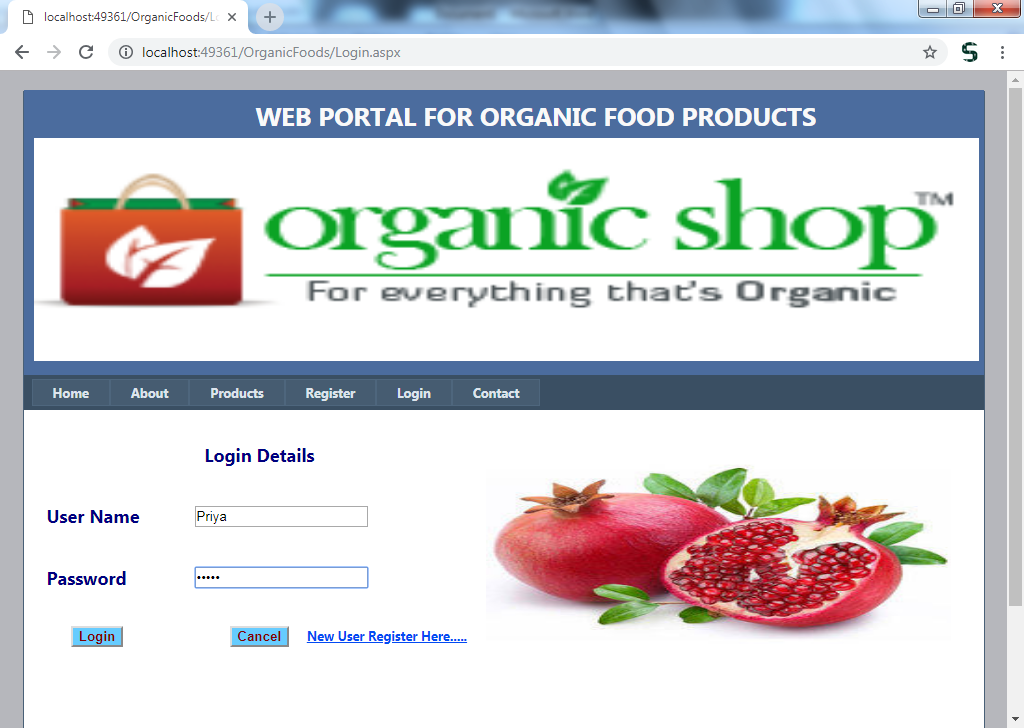 localhost:49361/OrganicFoods/Lo
localhost:49361/OrganicFoods/Login.aspx
WEB PORTAL FOR ORGANIC FOOD PRODUCTS
organic shop™
For everything that's Organic
Home About Products Register Login Contact
Login Details
User Name Priya
Password •••••
Login Cancel New User Register Here.....